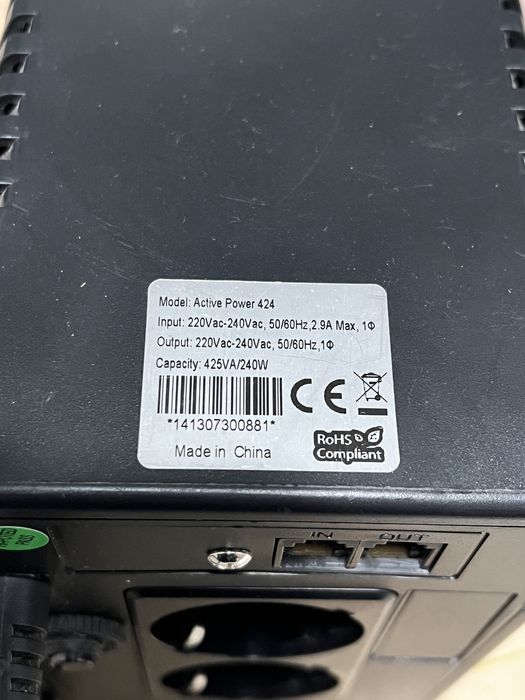 Model: Active Power 424
Input: 220Vac-240Vac, 50/60Hz,2.9A Max, 1Φ
Output: 220Vac-240Vac, 50/60Hz,1Φ
Capacity: 425VA/240W
*141307300881*
CE
RoHS
Compliant
Made in China
IN OUT
PASS